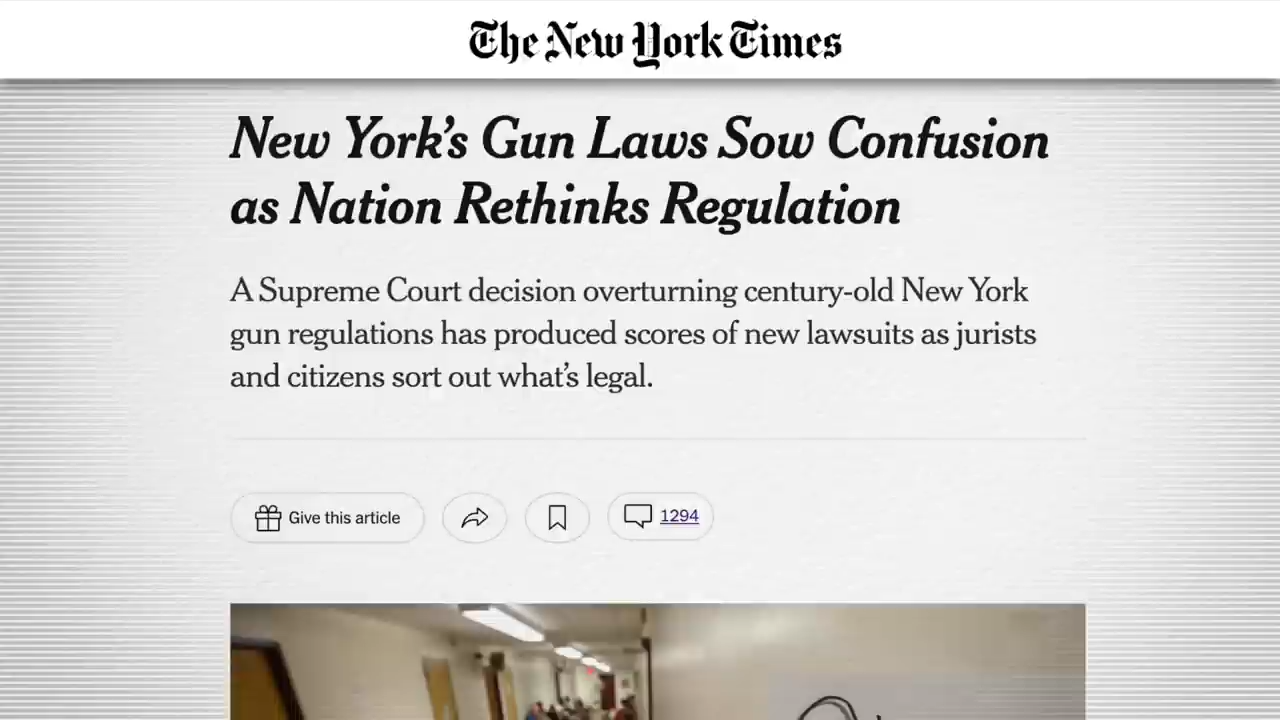 The New York Times
New York's Gun Laws Sow Confusion
as Nation Rethinks Regulation
A Supreme Court decision overturning century-old New York
gun regulations has produced scores of new lawsuits as jurists
and citizens sort out what's legal.
Give this article
1294